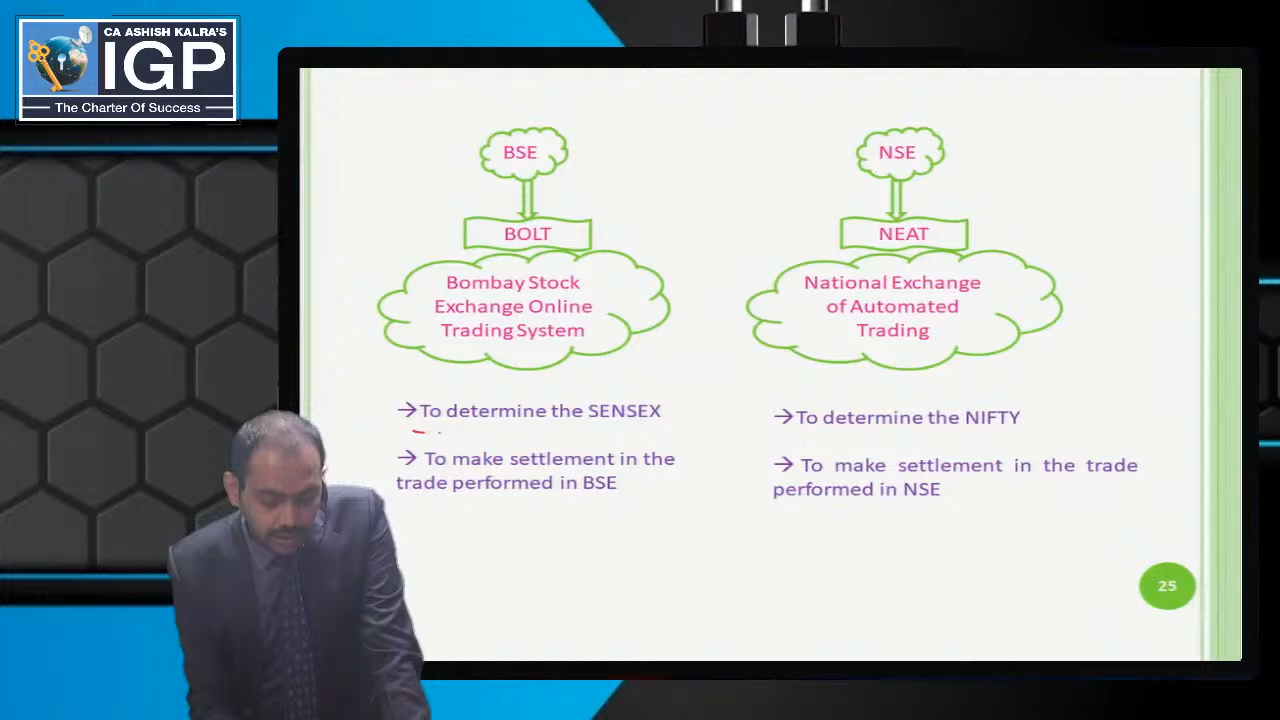 CA ASHISH KALRA'S
IGP
The Charter Of Success
BSE
BOLT
Bombay Stock
Exchange Online
Trading System
→To determine the SENSEX
→ To make settlement in the
trade performed in BSE
NSE
NEAT
National Exchange
of Automated
Trading
→To determine the NIFTY
→ To make settlement in the trade
performed in NSE
25